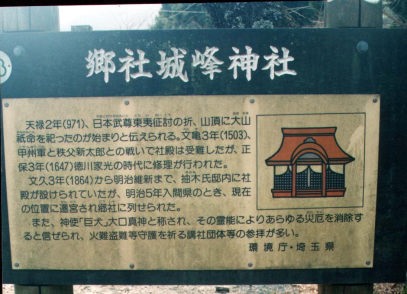 郷社城峰神社
天禄2年(971)、日本武尊東夷征討の折、山頂に大山
祇命を祀ったのが始まりと伝えられる。文亀3年(1503)、
甲州軍と秩父新太郎との戦いで社殿は受難したが、正
保3年(1647)徳川家光の時代に修理が行われた。
文久3年(1864)から明治維新まで、抽木氏邸内に社
殿が設けられていたが、明治5年入間県のとき、現在
の位置に遷宮され郷社に列せられた。
また、神使「巨犬」大口真神と称され、その霊能によりあらゆる災厄を消除す
ると信ぜられ、火難盗難等守護を祈る講社団体等の参拝が多い。
環境庁・埼玉県